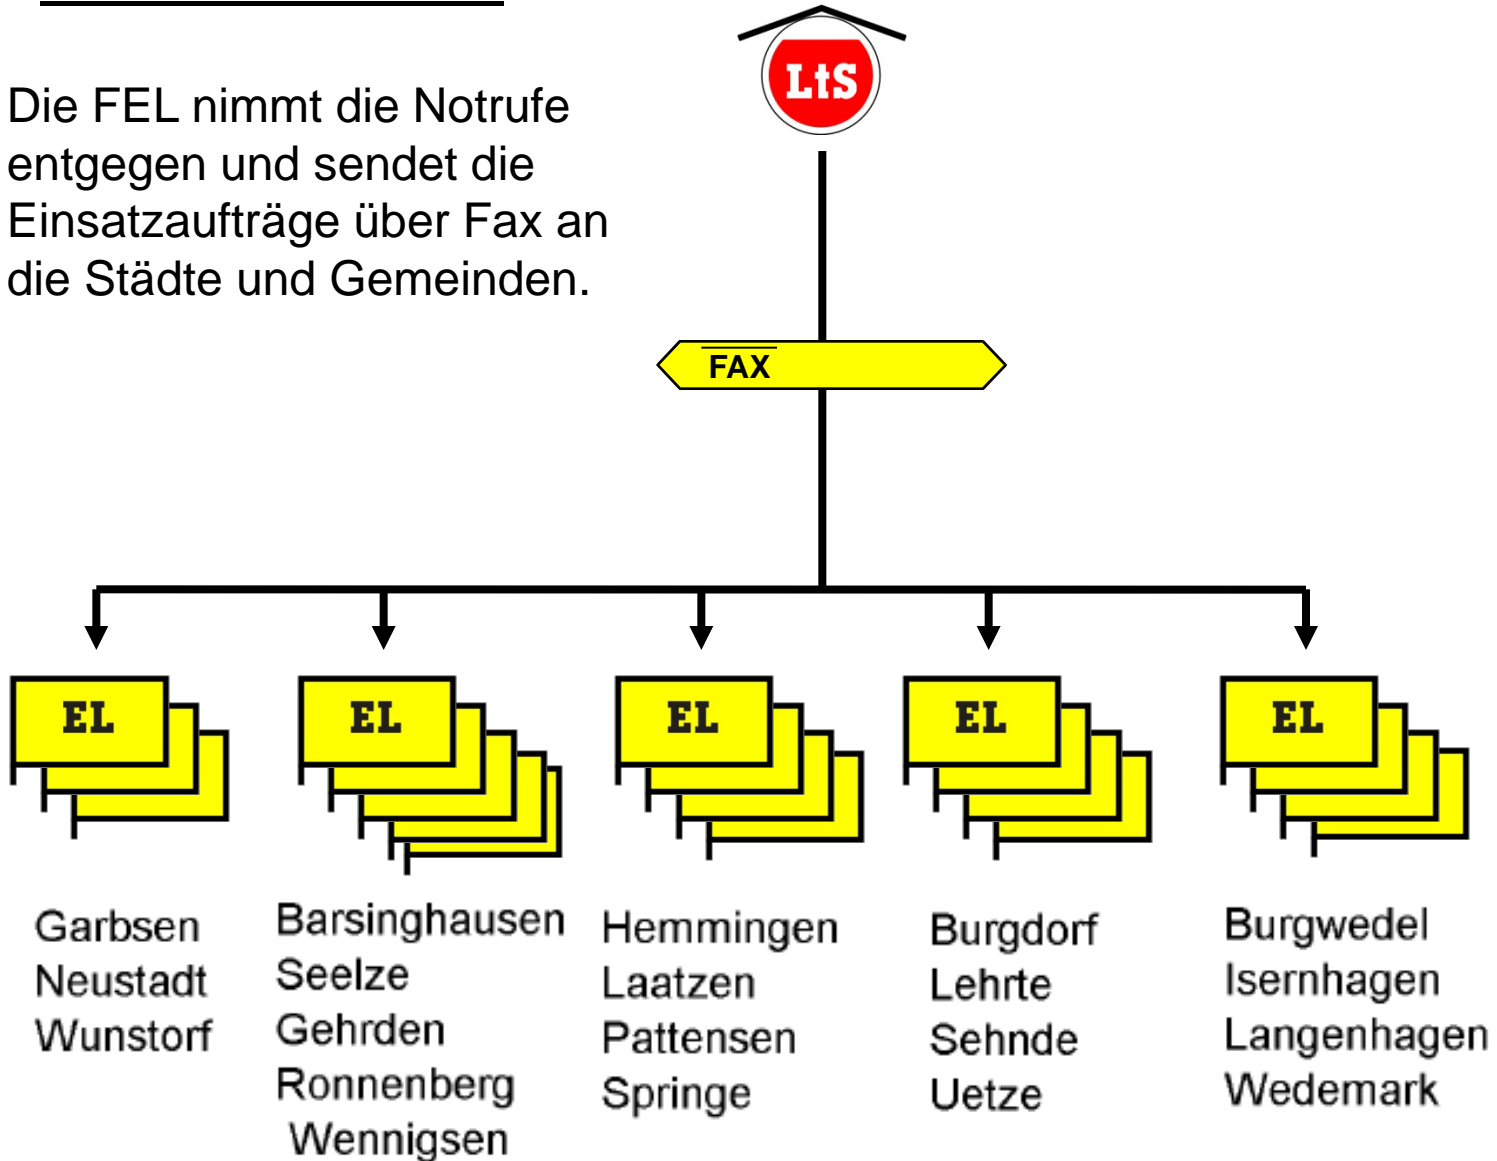 LtS
Die FEL nimmt die Notrufe
entgegen und sendet die
Einsatzaufträge über Fax an
die Städte und Gemeinden.
FAX
EL
EL
EL
EL
EL
Garbsen
Neustadt
Wunstorf
Barsinghausen
Seelze
Gehrden
Ronnenberg
Wennigsen
Hemmingen
Laatzen
Pattensen
Springe
Burgdorf
Lehrte
Sehnde
Uetze
Burgwedel
Isernhagen
Langenhagen
Wedemark